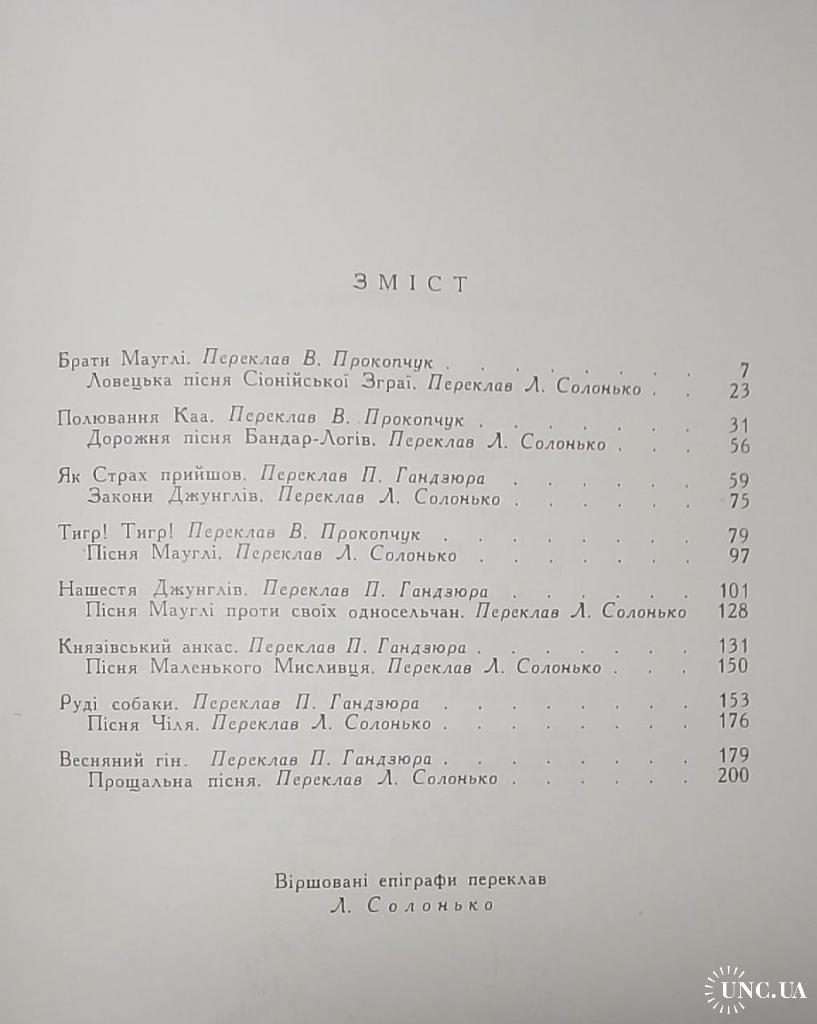 ЗМІСТ
Брати Мауглі. Переклав В. Прокопчук . . . . . . . . 7
Ловецька пісня Сіонійської Зграї. Переклав Л. Солонько . . 23
Полювання Каа. Переклав В. Прокопчук . . . . . . . 31
Дорожня пісня Бандар-Логів. Переклав Л. Солонько . . . 56
Як Страх прийшов. Переклав П. Гандзюра . . . . . . 59
Закони Джунглів. Переклав Л. Солонько . . . . . . 75
Тигр! Тигр! Переклав В. Прокопчук . . . . . . . . 79
Пісня Мауглі. Переклав Л. Солонько . . . . . . . 97
Нашестя Джунглів. Переклав П. Гандзюра . . . . . . 101
Пісня Мауглі проти своїх односельчан. Переклав Л. Солонько 128
Князівський анкас. Переклав П. Гандзюра . . . . . . . 131
Пісня Маленького Мисливця. Переклав Л. Солонько . . . 150
Руді собаки. Переклав П. Гандзюра . . . . . . . . 153
Пісня Чіля. Переклав Л. Солонько . . . . . . . . 176
Весняний гін. Переклав П. Гандзюра . . . . . . . . 179
Прощальна пісня. Переклав Л. Солонько . . . . . . 200
Віршовані епіграфи переклав
Л. Солонько
UNC.UA